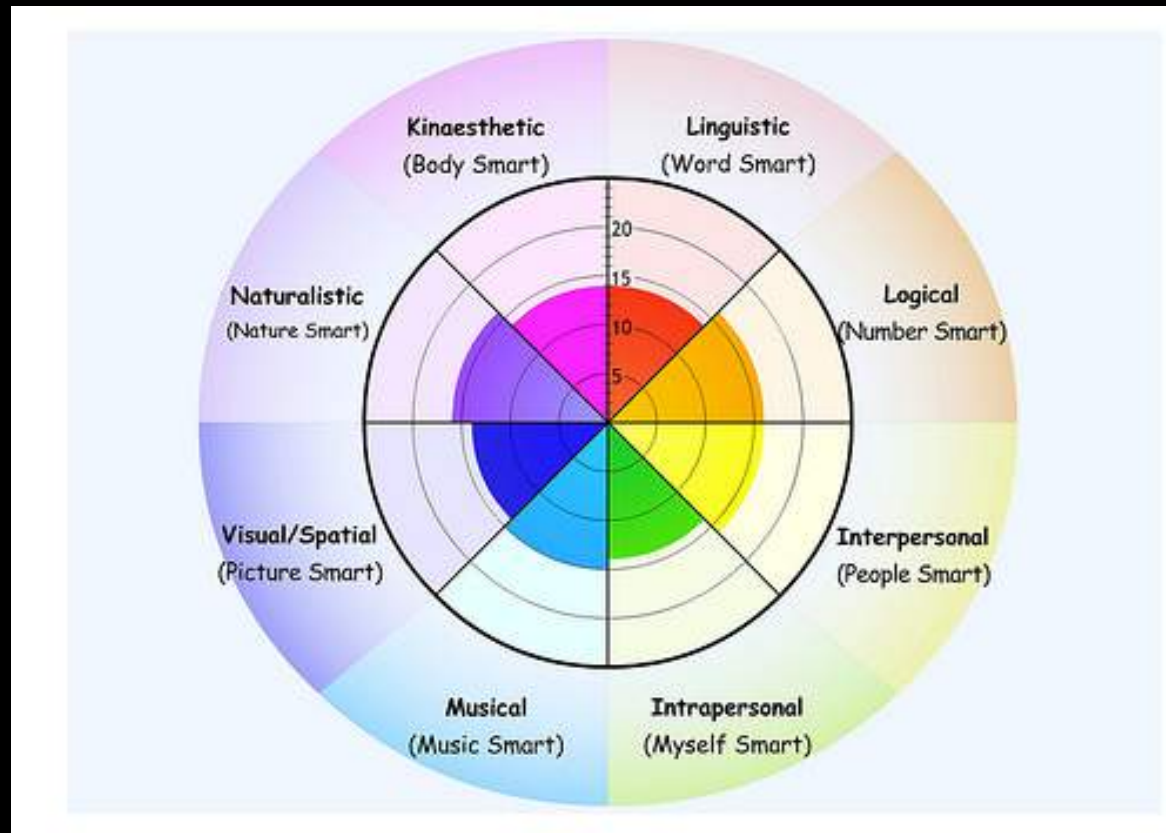 Kinaesthetic
(Body Smart)
Linguistic
(Word Smart)
20
15
10
5
Naturalistic
(Nature Smart)
Logical
(Number Smart)
Visual/Spatial
(Picture Smart)
Interpersonal
(People Smart)
Musical
(Music Smart)
Intrapersonal
(Myself Smart)